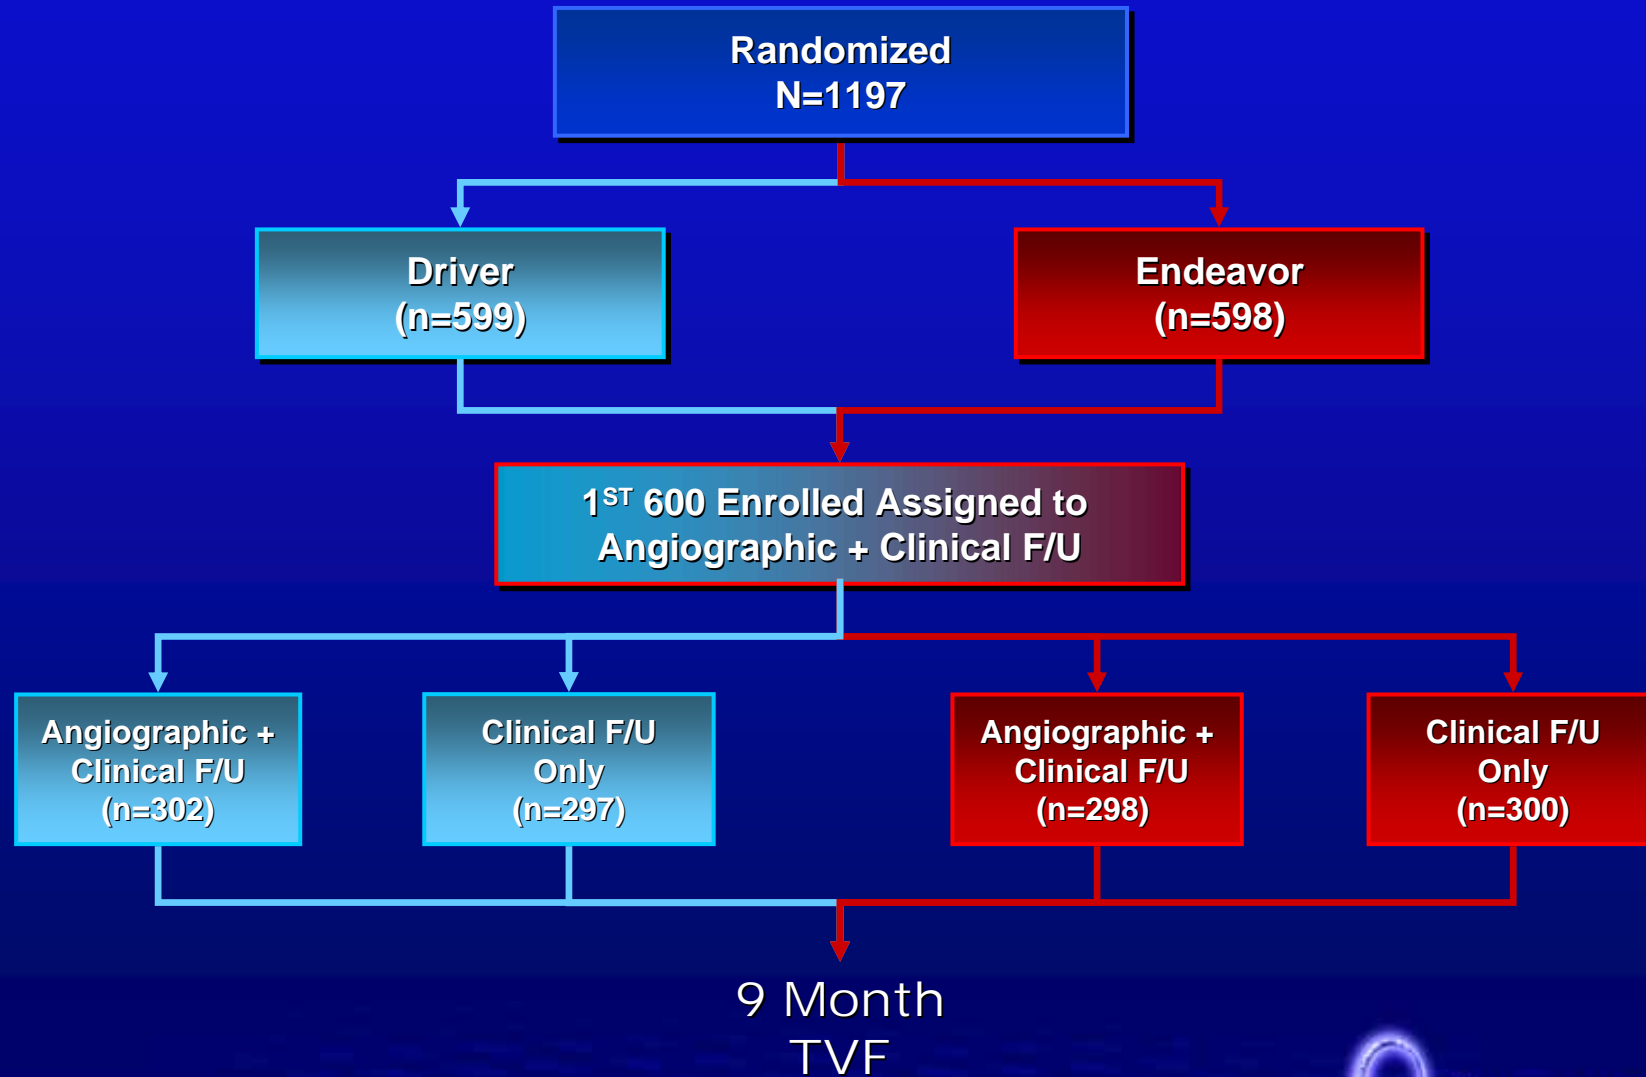 Randomized
N=1197
Driver
(n=599)
Endeavor
(n=598)
1ST 600 Enrolled Assigned to
Angiographic + Clinical F/U
Angiographic +
Clinical F/U
(n=302)
Clinical F/U
Only
(n=297)
Angiographic +
Clinical F/U
(n=298)
Clinical F/U
Only
(n=300)
9 Month
TVF